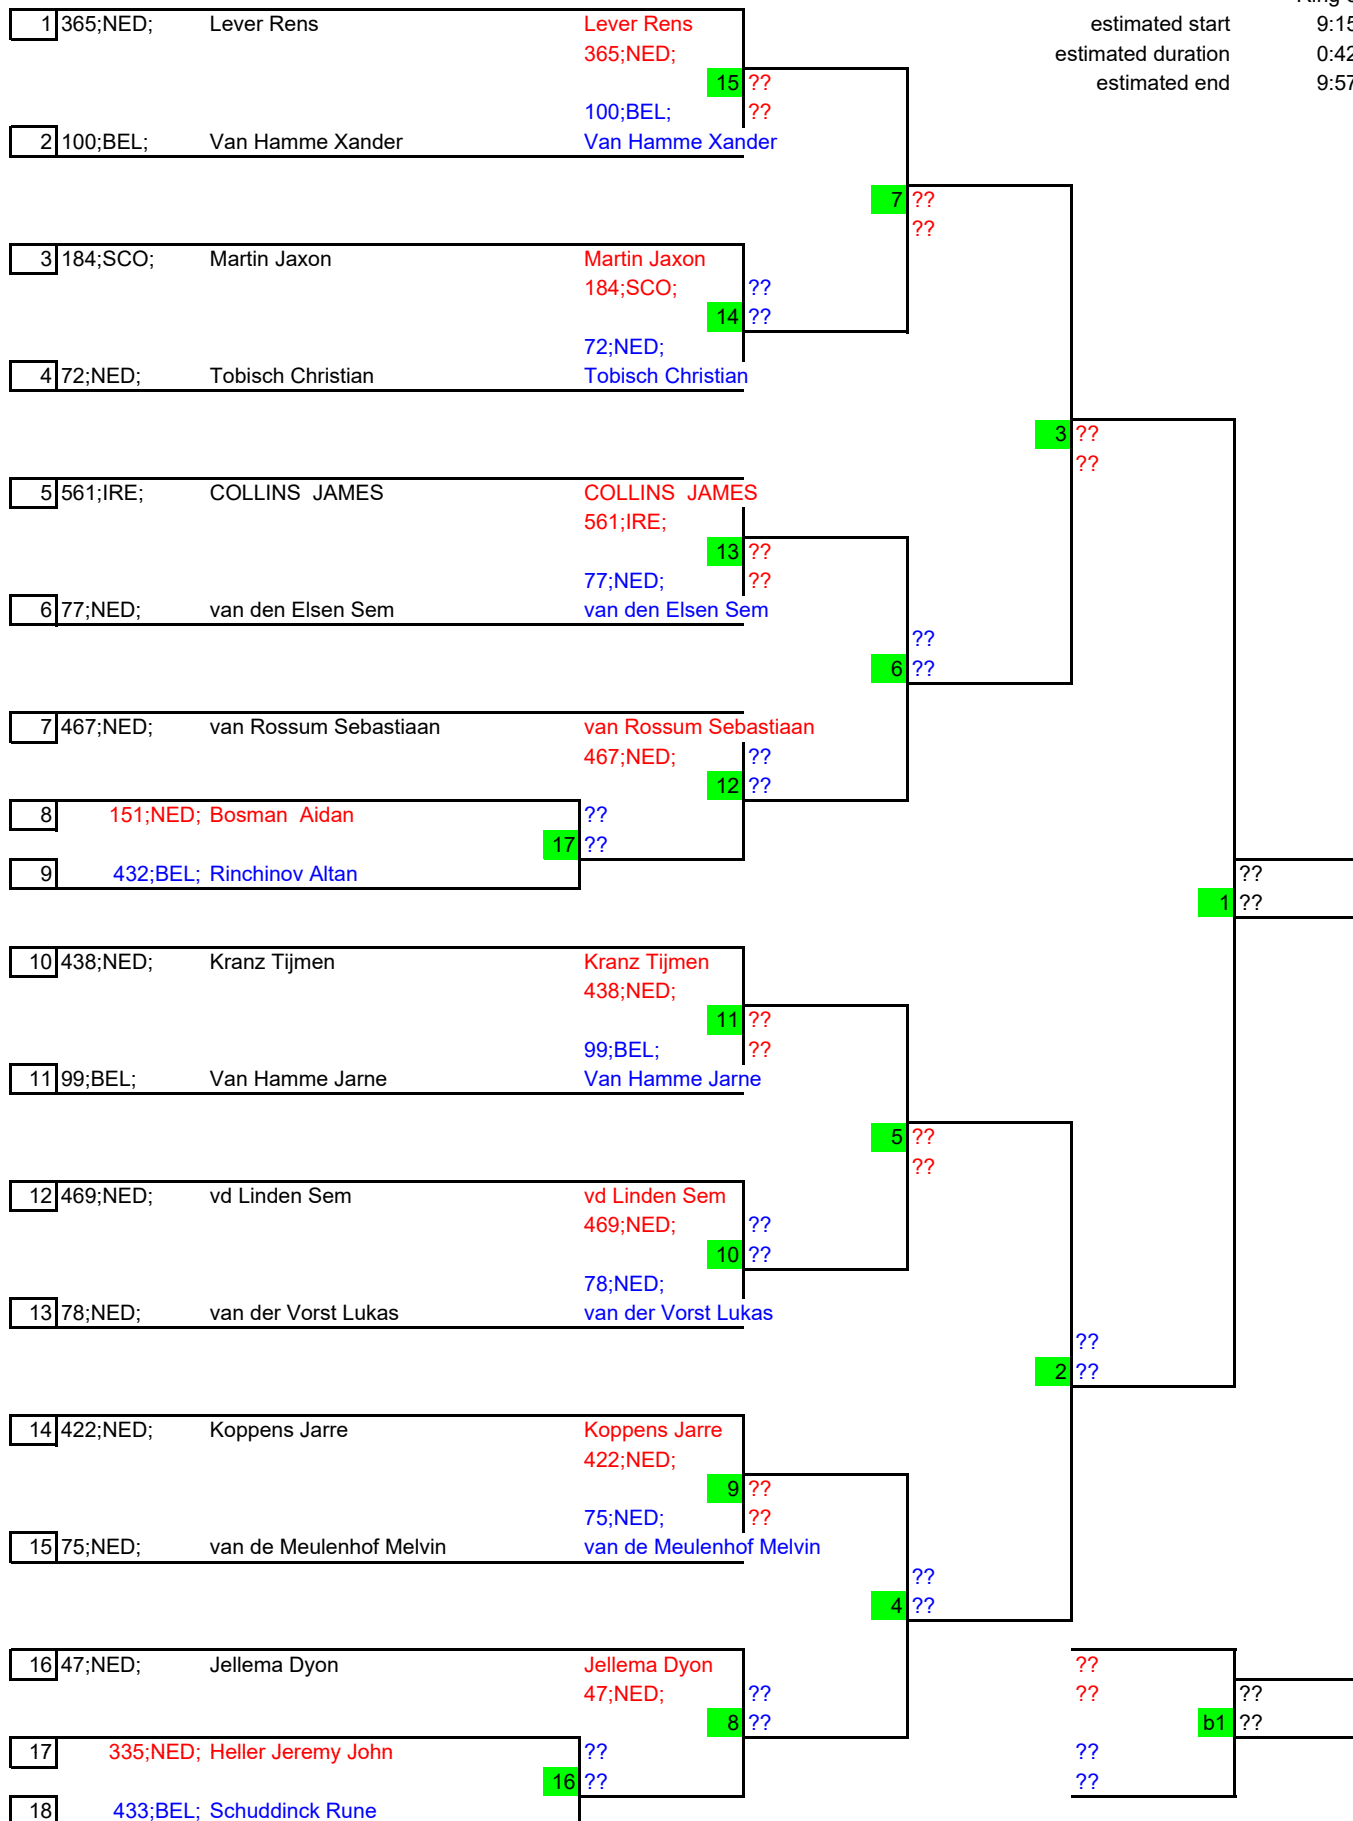 1 365;NED; Lever Rens Lever Rens estimated start 9:15
365;NED; estimated duration 0:42
15 ?? estimated end 9:57
100;BEL; ??
2 100;BEL; Van Hamme Xander Van Hamme Xander
7 ??
??
3 184;SCO; Martin Jaxon Martin Jaxon
184;SCO; ??
14 ??
72;NED;
4 72;NED; Tobisch Christian Tobisch Christian
3 ??
??
5 561;IRE; COLLINS JAMES COLLINS JAMES
561;IRE;
13 ??
77;NED; ??
6 77;NED; van den Elsen Sem van den Elsen Sem
??
6 ??
7 467;NED; van Rossum Sebastiaan van Rossum Sebastiaan
467;NED; ??
12 ??
8 151;NED; Bosman Aidan ??
17 ??
9 432;BEL; Rinchinov Altan ??
1 ??
10 438;NED; Kranz Tijmen Kranz Tijmen
438;NED;
11 ??
99;BEL; ??
11 99;BEL; Van Hamme Jarne Van Hamme Jarne
5 ??
??
12 469;NED; vd Linden Sem vd Linden Sem
469;NED; ??
10 ??
78;NED;
13 78;NED; van der Vorst Lukas van der Vorst Lukas
??
2 ??
14 422;NED; Koppens Jarre Koppens Jarre
422;NED;
9 ??
75;NED; ??
15 75;NED; van de Meulenhof Melvin van de Meulenhof Melvin
??
4 ??
16 47;NED; Jellema Dyon Jellema Dyon ??
47;NED; ?? ?? ??
8 ?? b1 ??
17 335;NED; Heller Jeremy John ?? ??
16 ?? ??
18 433;BEL; Schuddinck Rune